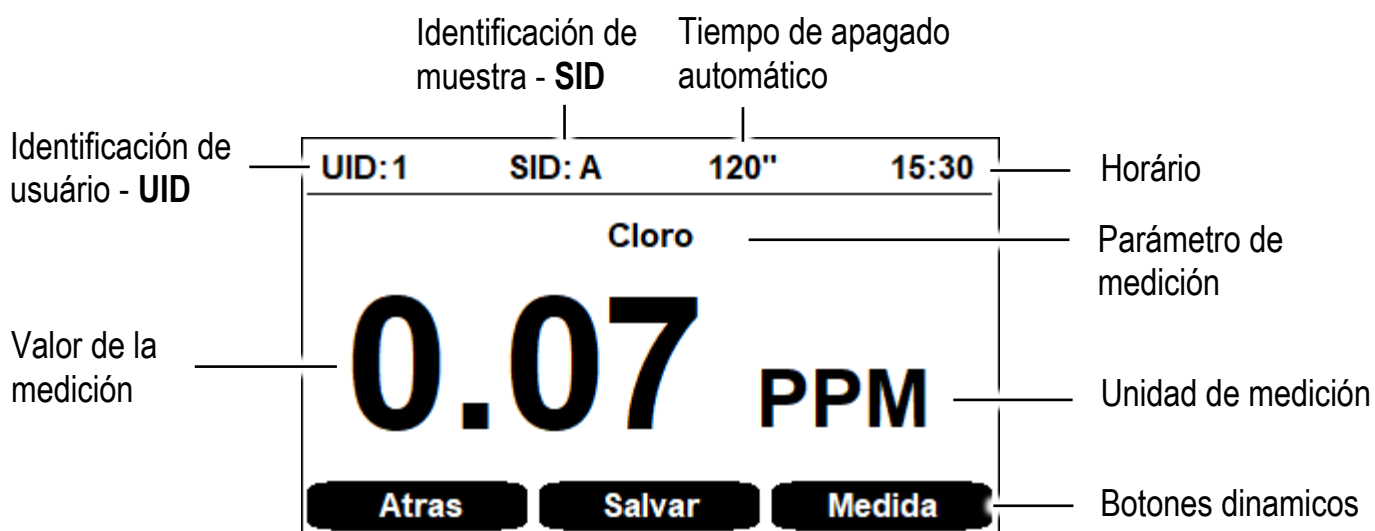 Identificación de
muestra - SID
Tiempo de apagado
automático
Identificación de
usuário - UID
UID:1 SID: A 120" 15:30
Horário
Cloro
Parámetro de
medición
Valor de la
medición
0.07 PPM
Unidad de medición
Atras Salvar Medida
Botones dinamicos